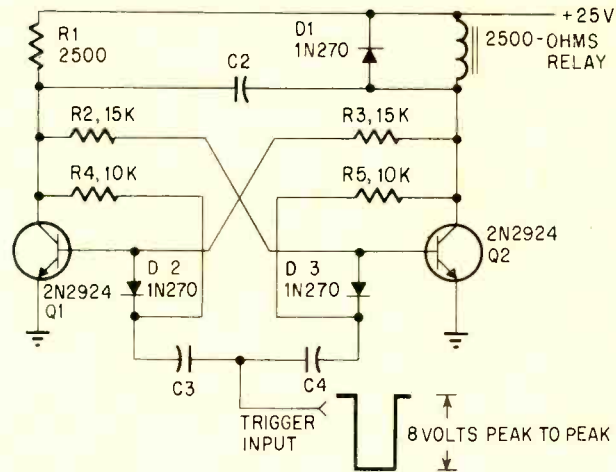 +25V
R1
2500
D1
1N270
2500-OHMS
RELAY
C2
R2, 15K
R3, 15K
R4, 10K
R5, 10K
2N2924
Q1
D 2
1N270
D 3
1N270
2N2924
Q2
C3
C4
TRIGGER
INPUT
8 VOLTS PEAK TO PEAK